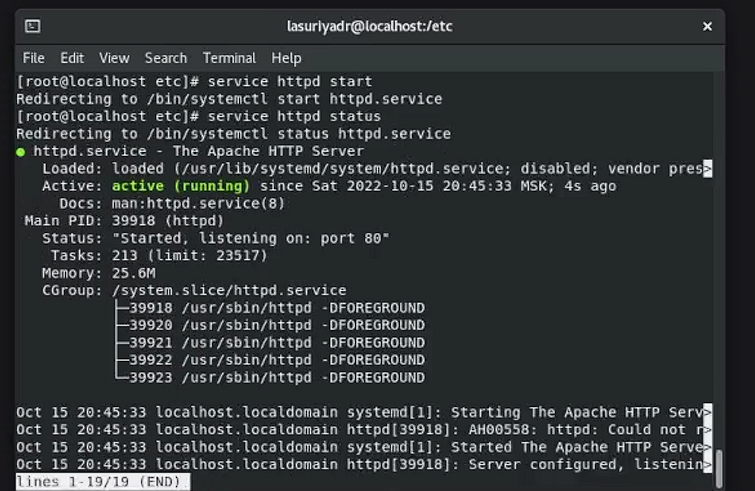 lasuriyadr@localhost:/etc
File Edit View Search Terminal Help
[root@localhost etc]# service httpd start
Redirecting to /bin/systemctl start httpd.service
[root@localhost etc]# service httpd status
Redirecting to /bin/systemctl status httpd.service
● httpd.service - The Apache HTTP Server
   Loaded: loaded (/usr/lib/systemd/system/httpd.service; disabled; vendor pres>
   Active: active (running) since Sat 2022-10-15 20:45:33 MSK; 4s ago
     Docs: man:httpd.service(8)
 Main PID: 39918 (httpd)
   Status: "Started, listening on: port 80"
    Tasks: 213 (limit: 23517)
   Memory: 25.6M
   CGroup: /system.slice/httpd.service
           ├─39918 /usr/sbin/httpd -DFOREGROUND
           ├─39920 /usr/sbin/httpd -DFOREGROUND
           ├─39921 /usr/sbin/httpd -DFOREGROUND
           ├─39922 /usr/sbin/httpd -DFOREGROUND
           └─39923 /usr/sbin/httpd -DFOREGROUND
Oct 15 20:45:33 localhost.localdomain systemd[1]: Starting The Apache HTTP Serv>
Oct 15 20:45:33 localhost.localdomain httpd[39918]: AH00558: httpd: Could not r>
Oct 15 20:45:33 localhost.localdomain systemd[1]: Started The Apache HTTP Serve>
Oct 15 20:45:33 localhost.localdomain httpd[39918]: Server configured, listenin>
lines 1-19/19 (END)